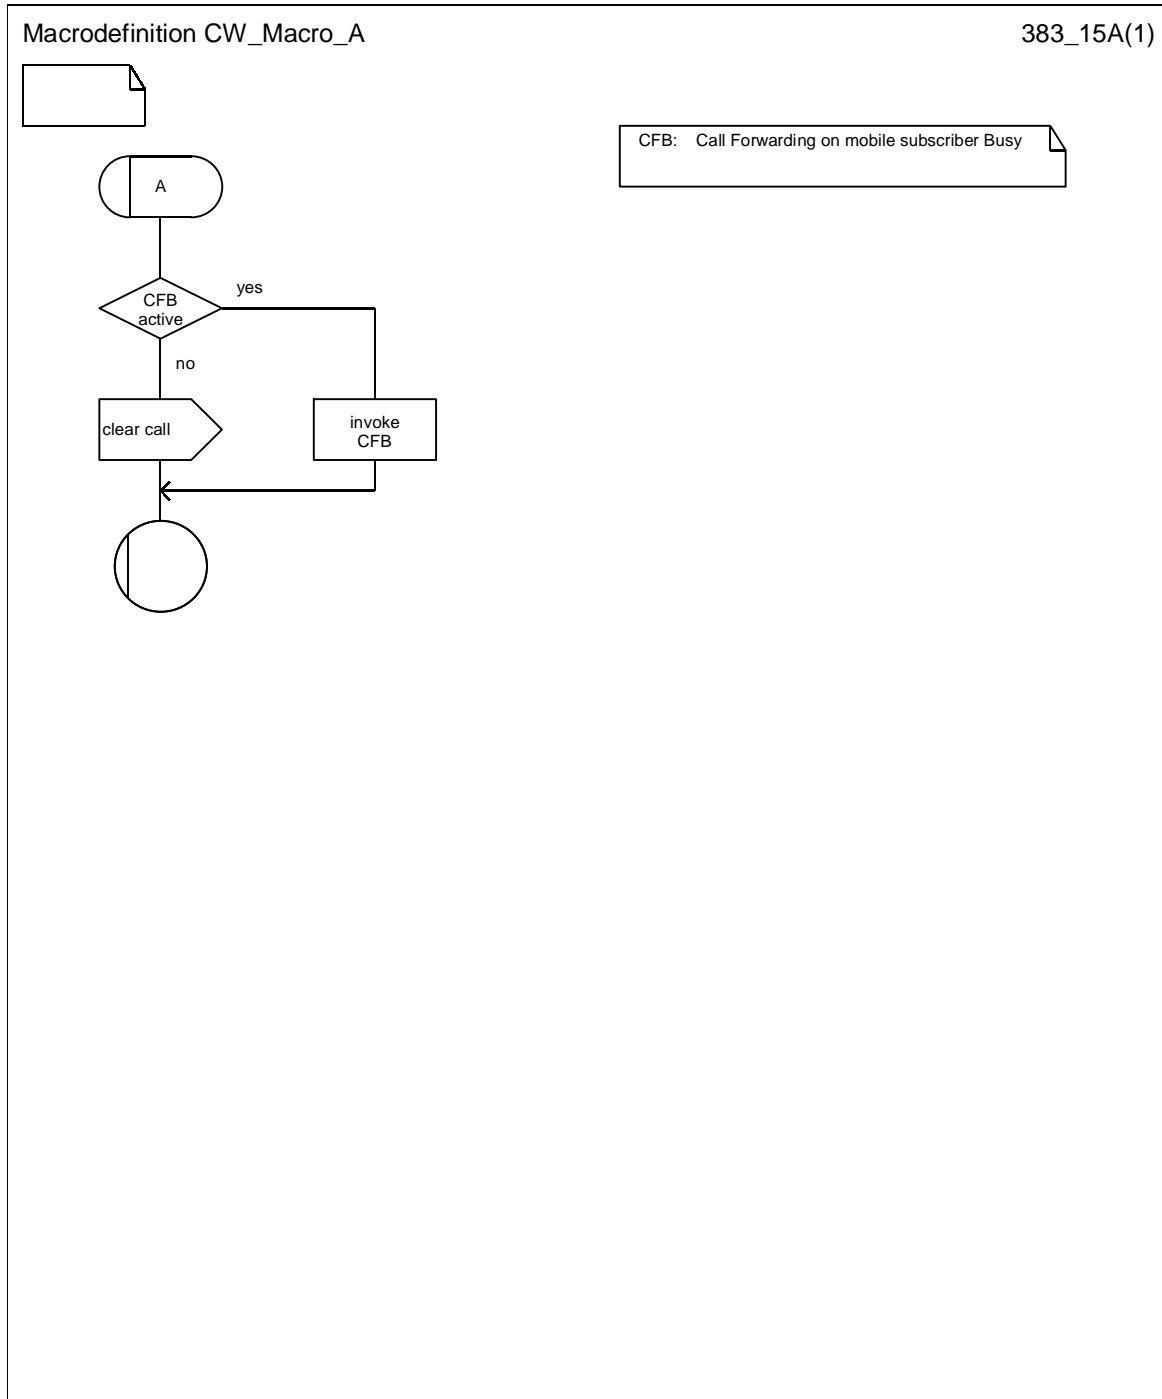 Macrodefinition CW_Macro_A 383_15A(1)
CFB: Call Forwarding on mobile subscriber Busy
A
CFB
active
yes
no
clear call
invoke
CFB